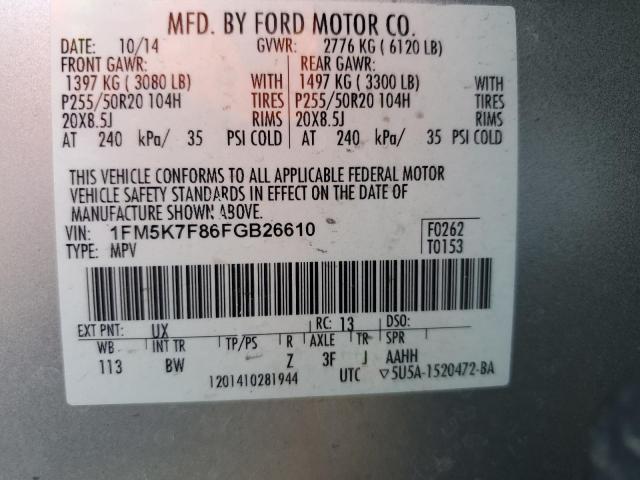 MFD. BY FORD MOTOR CO.
DATE: 10/14 GVWR: 2776 KG ( 6120 LB)
FRONT GAWR: REAR GAWR:
1397 KG ( 3080 LB) WITH 1497 KG ( 3300 LB) WITH
P255/50R20 104H TIRES P255/50R20 104H TIRES
20X8.5J RIMS 20X8.5J RIMS
AT 240 kPa/ 35 PSI COLD AT 240 kPa/ 35 PSI COLD
THIS VEHICLE CONFORMS TO ALL APPLICABLE FEDERAL MOTOR
VEHICLE SAFETY STANDARDS IN EFFECT ON THE DATE OF
MANUFACTURE SHOWN ABOVE.
VIN: 1FM5K7F86FGB26610 F0262
TYPE: MPV T0153
EXT PNT: UX RC: 13 DSO:
WB INT TR TP/PS R AXLE TR SPR
113 BW Z 3F J AAHH
1201410281944 UTC ▽5U5A-1520472-BA